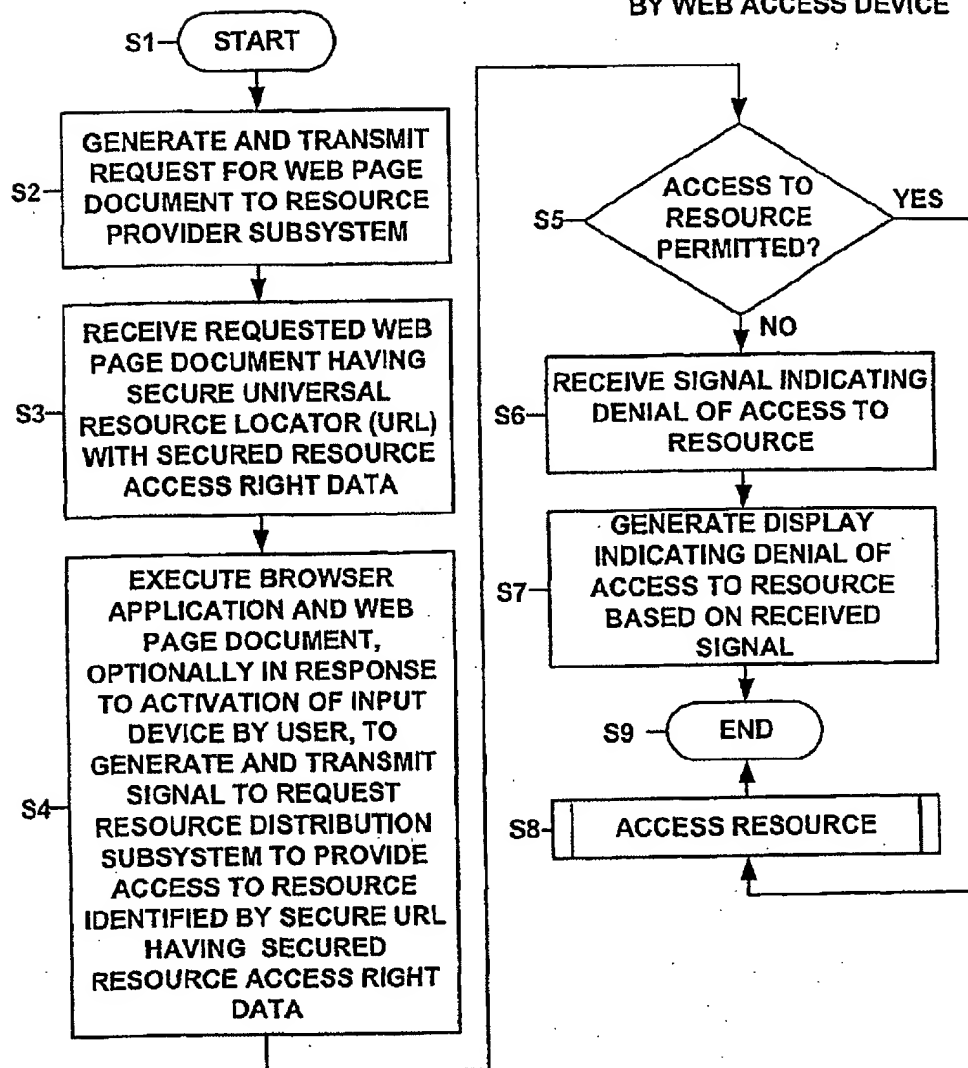 BY WEB ACCESS DEVICE
S1
START
S2
GENERATE AND TRANSMIT
REQUEST FOR WEB PAGE
DOCUMENT TO RESOURCE
PROVIDER SUBSYSTEM
S3
RECEIVE REQUESTED WEB
PAGE DOCUMENT HAVING
SECURE UNIVERSAL
RESOURCE LOCATOR (URL)
WITH SECURED RESOURCE
ACCESS RIGHT DATA
S4
EXECUTE BROWSER
APPLICATION AND WEB
PAGE DOCUMENT,
OPTIONALLY IN RESPONSE
TO ACTIVATION OF INPUT
DEVICE BY USER, TO
GENERATE AND TRANSMIT
SIGNAL TO REQUEST
RESOURCE DISTRIBUTION
SUBSYSTEM TO PROVIDE
ACCESS TO RESOURCE
IDENTIFIED BY SECURE URL
HAVING SECURED
RESOURCE ACCESS RIGHT
DATA
S5
ACCESS TO
RESOURCE
PERMITTED?
YES
NO
S6
RECEIVE SIGNAL INDICATING
DENIAL OF ACCESS TO
RESOURCE
S7
GENERATE DISPLAY
INDICATING DENIAL OF
ACCESS TO RESOURCE
BASED ON RECEIVED
SIGNAL
S9
END
S8
ACCESS RESOURCE